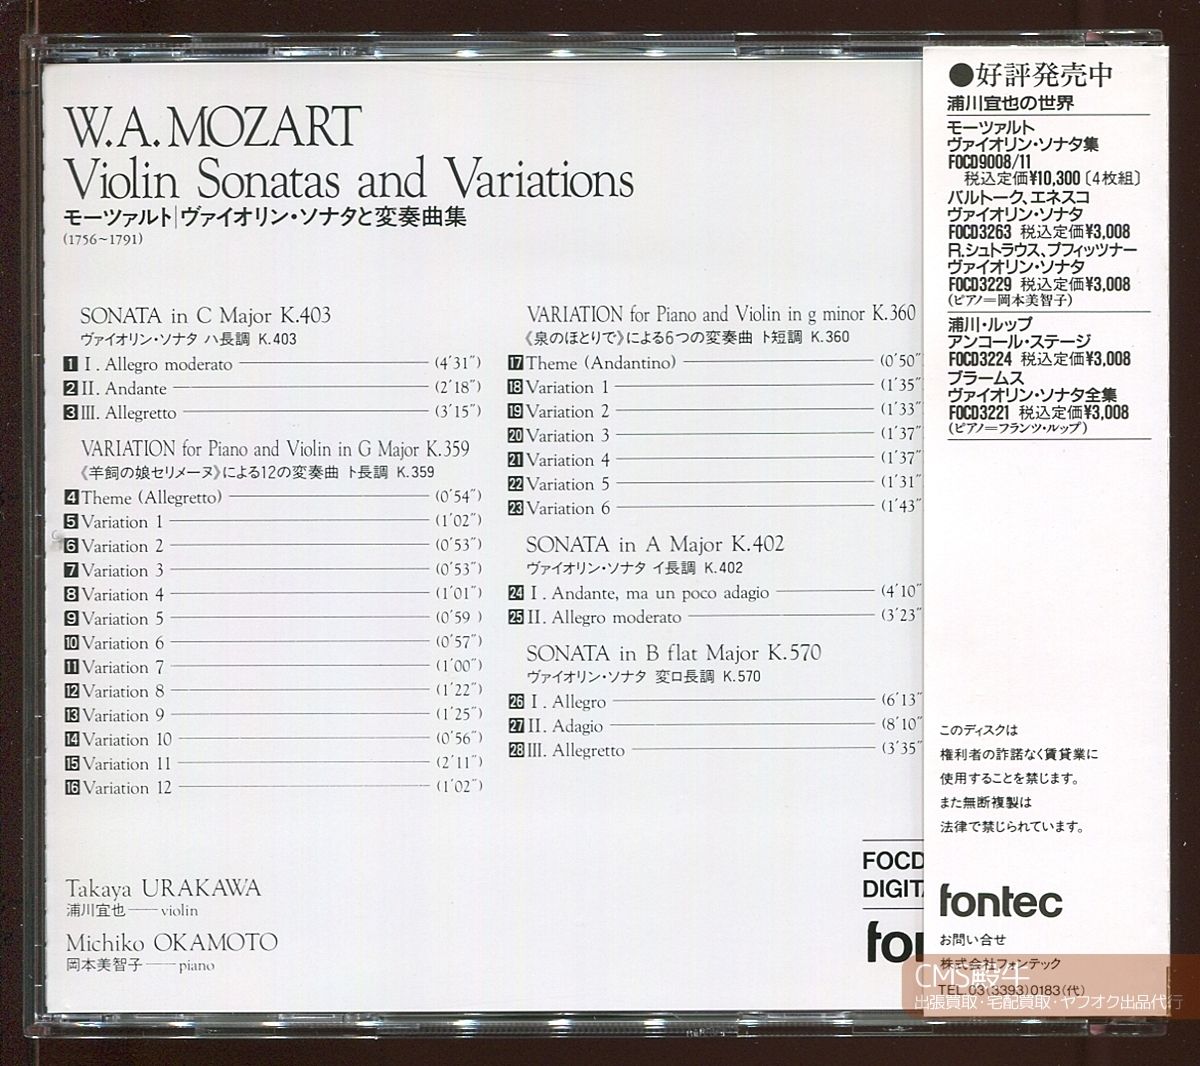 W.A.MOZART
Violin Sonatas and Variations
モーツァルト|ヴァイオリン・ソナタと変奏曲集
(1756~1791)
SONATA in C Major K.403
ヴァイオリン・ソナタ ハ長調 K.403
1 I. Allegro moderato (4'31")
2 II. Andante (2'18")
3 III. Allegretto (3'15")
VARIATION for Piano and Violin in G Major K.359
《羊飼の娘セリメーヌ》による12の変奏曲 ト長調 K.359
4 Theme (Allegretto) (0'54")
5 Variation 1 (1'02")
6 Variation 2 (0'53")
7 Variation 3 (0'53")
8 Variation 4 (1'01")
9 Variation 5 (0'59 )
10 Variation 6 (0'57")
11 Variation 7 (1'00")
12 Variation 8 (1'22")
13 Variation 9 (1'25")
14 Variation 10 (0'56")
15 Variation 11 (2'11")
16 Variation 12 (1'02")
VARIATION for Piano and Violin in g minor K.360
《泉のほとりで》による6つの変奏曲 ト短調 K.360
17 Theme (Andantino) (0'50"
18 Variation 1 (1'35"
19 Variation 2 (1'33"
20 Variation 3 (1'37"
21 Variation 4 (1'37"
22 Variation 5 (1'31"
23 Variation 6 (1'43"
SONATA in A Major K.402
ヴァイオリン・ソナタ イ長調 K.402
24 I. Andante, ma un poco adagio (4'10"
25 II. Allegro moderato (3'23"
SONATA in B flat Major K.570
ヴァイオリン・ソナタ 変ロ長調 K.570
26 I. Allegro (6'13"
27 II. Adagio (8'10"
28 III. Allegretto (3'35"
Takaya URAKAWA
浦川宜也——violin
Michiko OKAMOTO
岡本美智子——piano
FOCD
DIGITA
fon
●好評発売中
浦川宜也の世界
モーツァルト
ヴァイオリン・ソナタ集
FOCD9008/11
税込定価¥10,300〔4枚組〕
バルトーク、エネスコ
ヴァイオリン・ソナタ
FOCD3263 税込定価¥3,008
R.シュトラウス、プフィッツナー
ヴァイオリン・ソナタ
FOCD3229 税込定価¥3,008
(ピアノ=岡本美智子)
浦川・ルップ
アンコール・ステージ
FOCD3224 税込定価¥3,008
ブラームス
ヴァイオリン・ソナタ全集
FOCD3221 税込定価¥3,008
(ピアノ=フランツ・ルップ)
このディスクは
権利者の許諾なく賃貸業に
使用することを禁じます。
また無断複製は
法律で禁じられています。
fontec
お問い合せ
株式会社フォンテック
TEL.03(3393)0183(代)
CMS殿牛
出張買取・宅配買取・ヤフオク出品代行